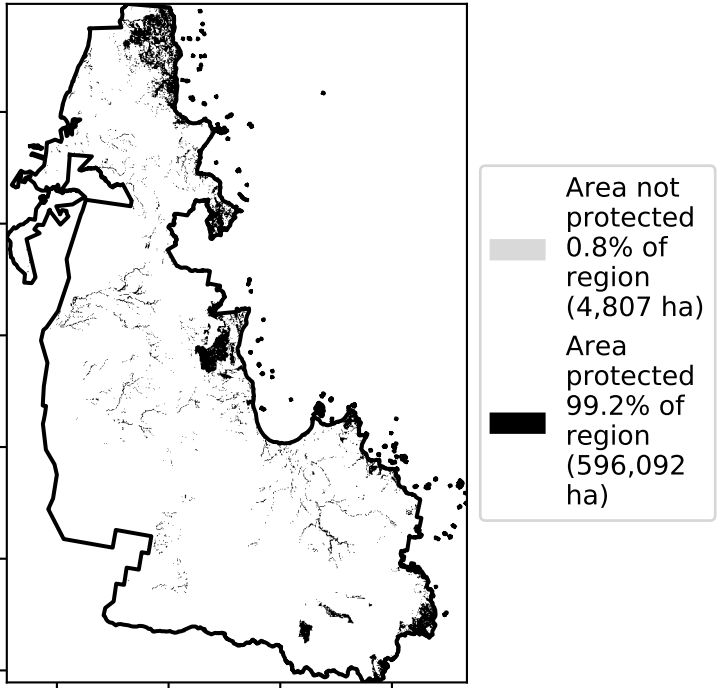 Area not
protected
0.8% of
region
(4,807 ha)
Area
protected
99.2% of
region
(596,092
ha)